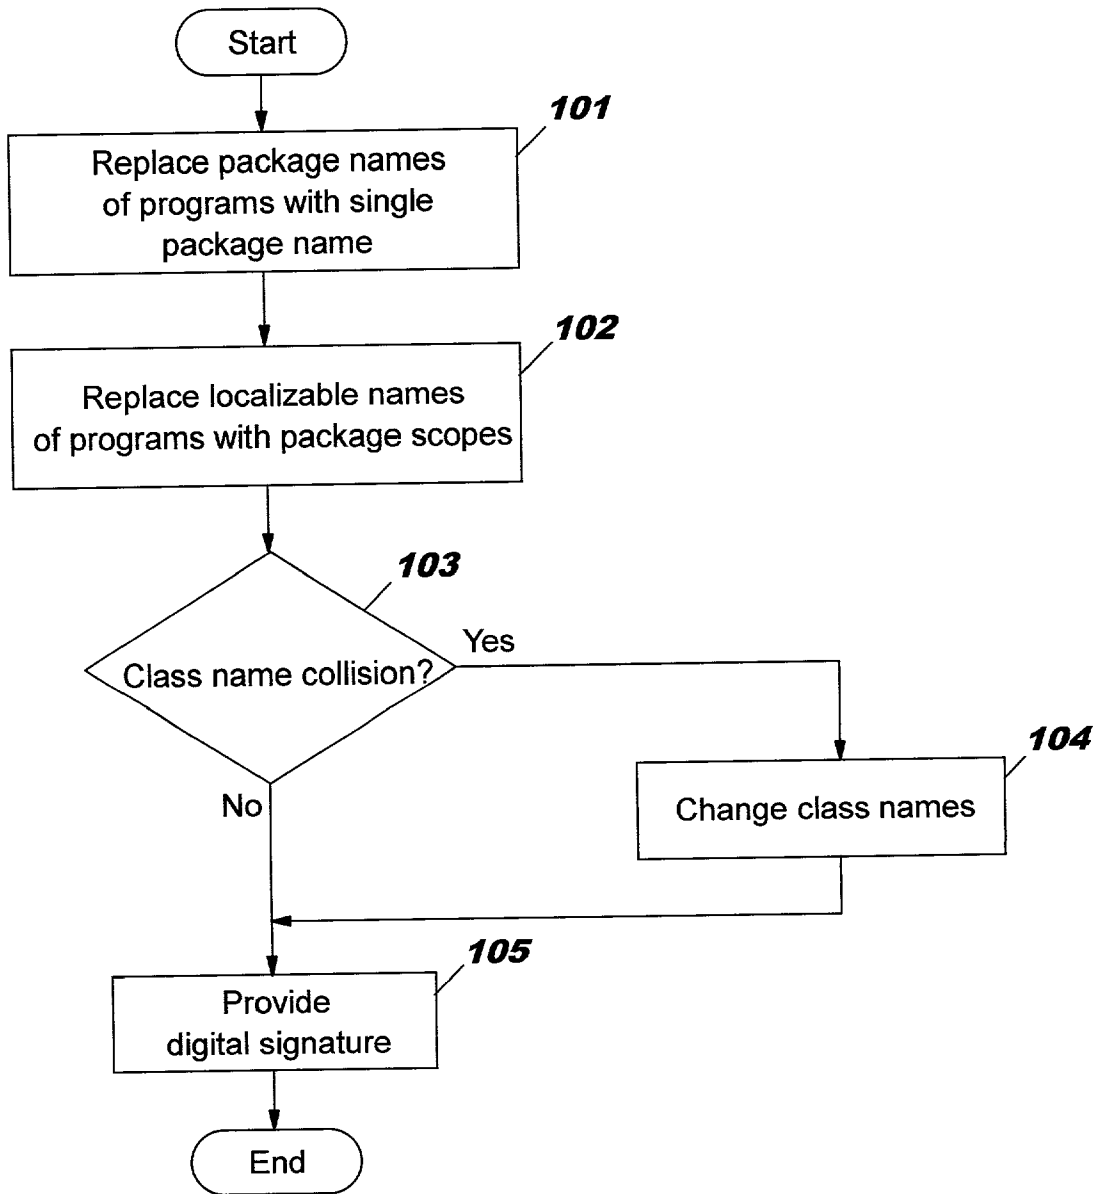 Start
101
Replace package names
of programs with single
package name
102
Replace localizable names
of programs with package scopes
103
Yes
Class name collision?
104
No
Change class names
105
Provide
digital signature
End